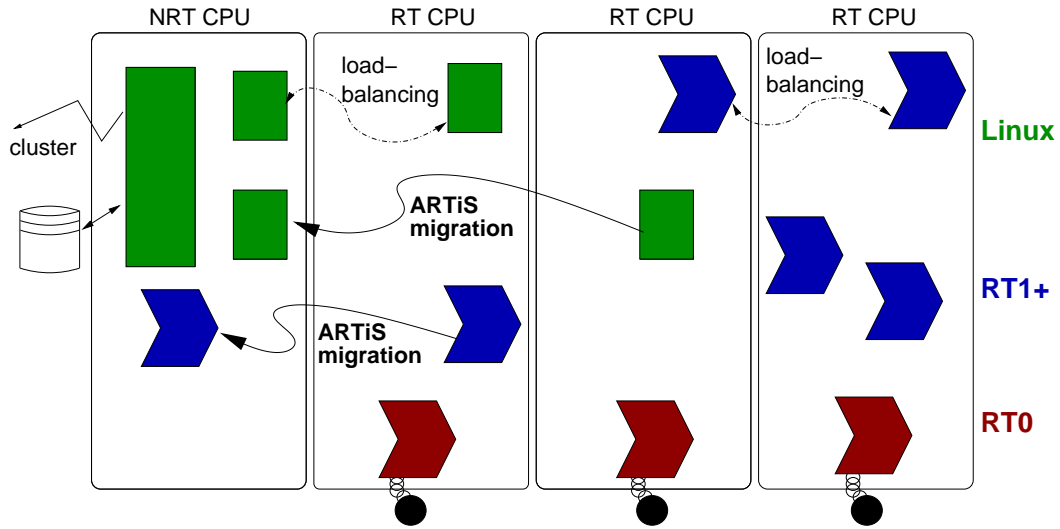 NRT CPU
RT CPU
RT CPU
RT CPU
load–
balancing
load–
balancing
Linux
cluster
ARTiS
migration
RT1+
ARTiS
migration
RT0